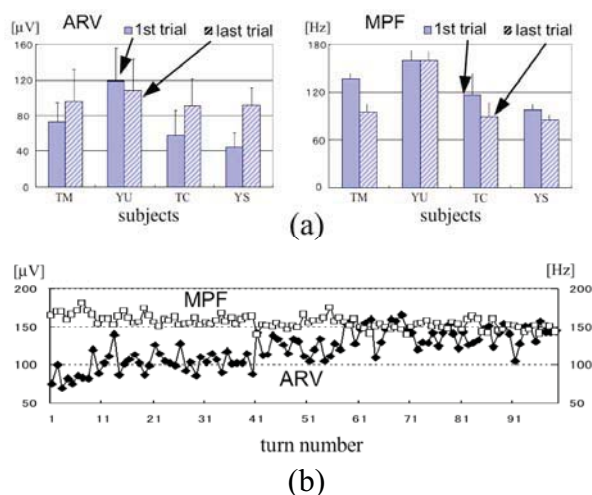 [µV] ARV 1st trial last trial
160
120
80
40
0
TM YU TC YS
subjects
[Hz] MPF 1st trial last trial
180
120
60
0
TM YU TC YS
subjects
(a)
[µV] [Hz]
200 MPF 200
150 150
100 ARV 100
50 50
1 11 21 31 41 51 61 71 81 91
turn number
(b)